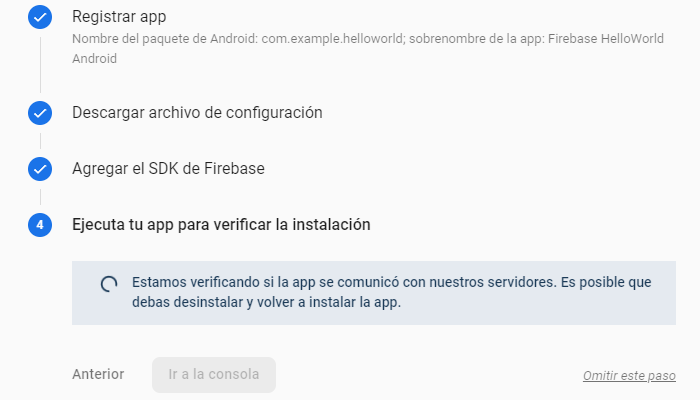 Registrar app
Nombre del paquete de Android: com.example.helloworld; sobrenombre de la app: Firebase HelloWorld
Android
Descargar archivo de configuración
Agregar el SDK de Firebase
4 Ejecuta tu app para verificar la instalación
Estamos verificando si la app se comunicó con nuestros servidores. Es posible que
debas desinstalar y volver a instalar la app.
Anterior Ir a la consola Omitir este paso